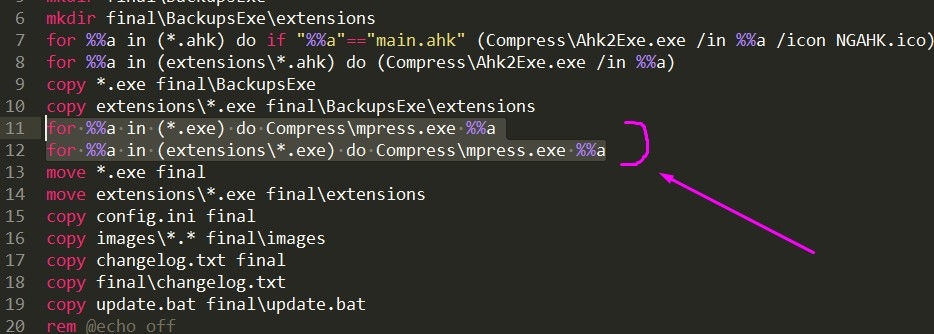 5 mkdir final\BackupsExe
6 mkdir final\BackupsExe\extensions
7 for %%a in (*.ahk) do if "%%a"=="main.ahk" (Compress\Ahk2Exe.exe /in %%a /icon NGAHK.ico)
8 for %%a in (extensions\*.ahk) do (Compress\Ahk2Exe.exe /in %%a)
9 copy *.exe final\BackupsExe
10 copy extensions\*.exe final\BackupsExe\extensions
11 for %%a in (*.exe) do Compress\mpress.exe %%a
12 for %%a in (extensions\*.exe) do Compress\mpress.exe %%a
13 move *.exe final
14 move extensions\*.exe final\extensions
15 copy config.ini final
16 copy images\*.* final\images
17 copy changelog.txt final
18 copy final\changelog.txt
19 copy update.bat final\update.bat
20 rem @echo off